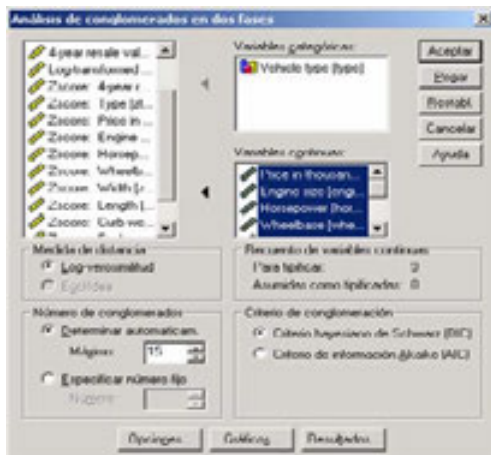 Análisis de conglomerados en dos fases
4-year resale val...
Log-transformed ...
Zscore: 4-year r...
Zscore: Type [zt...
Zscore: Price in ...
Zscore: Engine ...
Zscore: Horsep...
Zscore: Wheelb...
Zscore: Width [z...
Zscore: Length [...
Zscore: Curb we...
Variables categóricas:
Vehicle type [type]
Variables continuas:
Price in thousan...
Engine size [engi...
Horsepower [hor...
Wheelbase [whe...
Aceptar
Pegar
Restabl.
Cancelar
Ayuda
Medida de distancia
Log-verosimilitud
Euclídea
Recuento de variables continuas
Para tipificar: 9
Asumidas como tipificadas: 0
Número de conglomerados
Determinar automáticam.
Máximo: 15
Especificar número fijo
Número:
Criterio de conglomeración
Criterio bayesiano de Schwarz (BIC)
Criterio de información Akaike (AIC)
Opciones...
Gráficos...
Resultados...